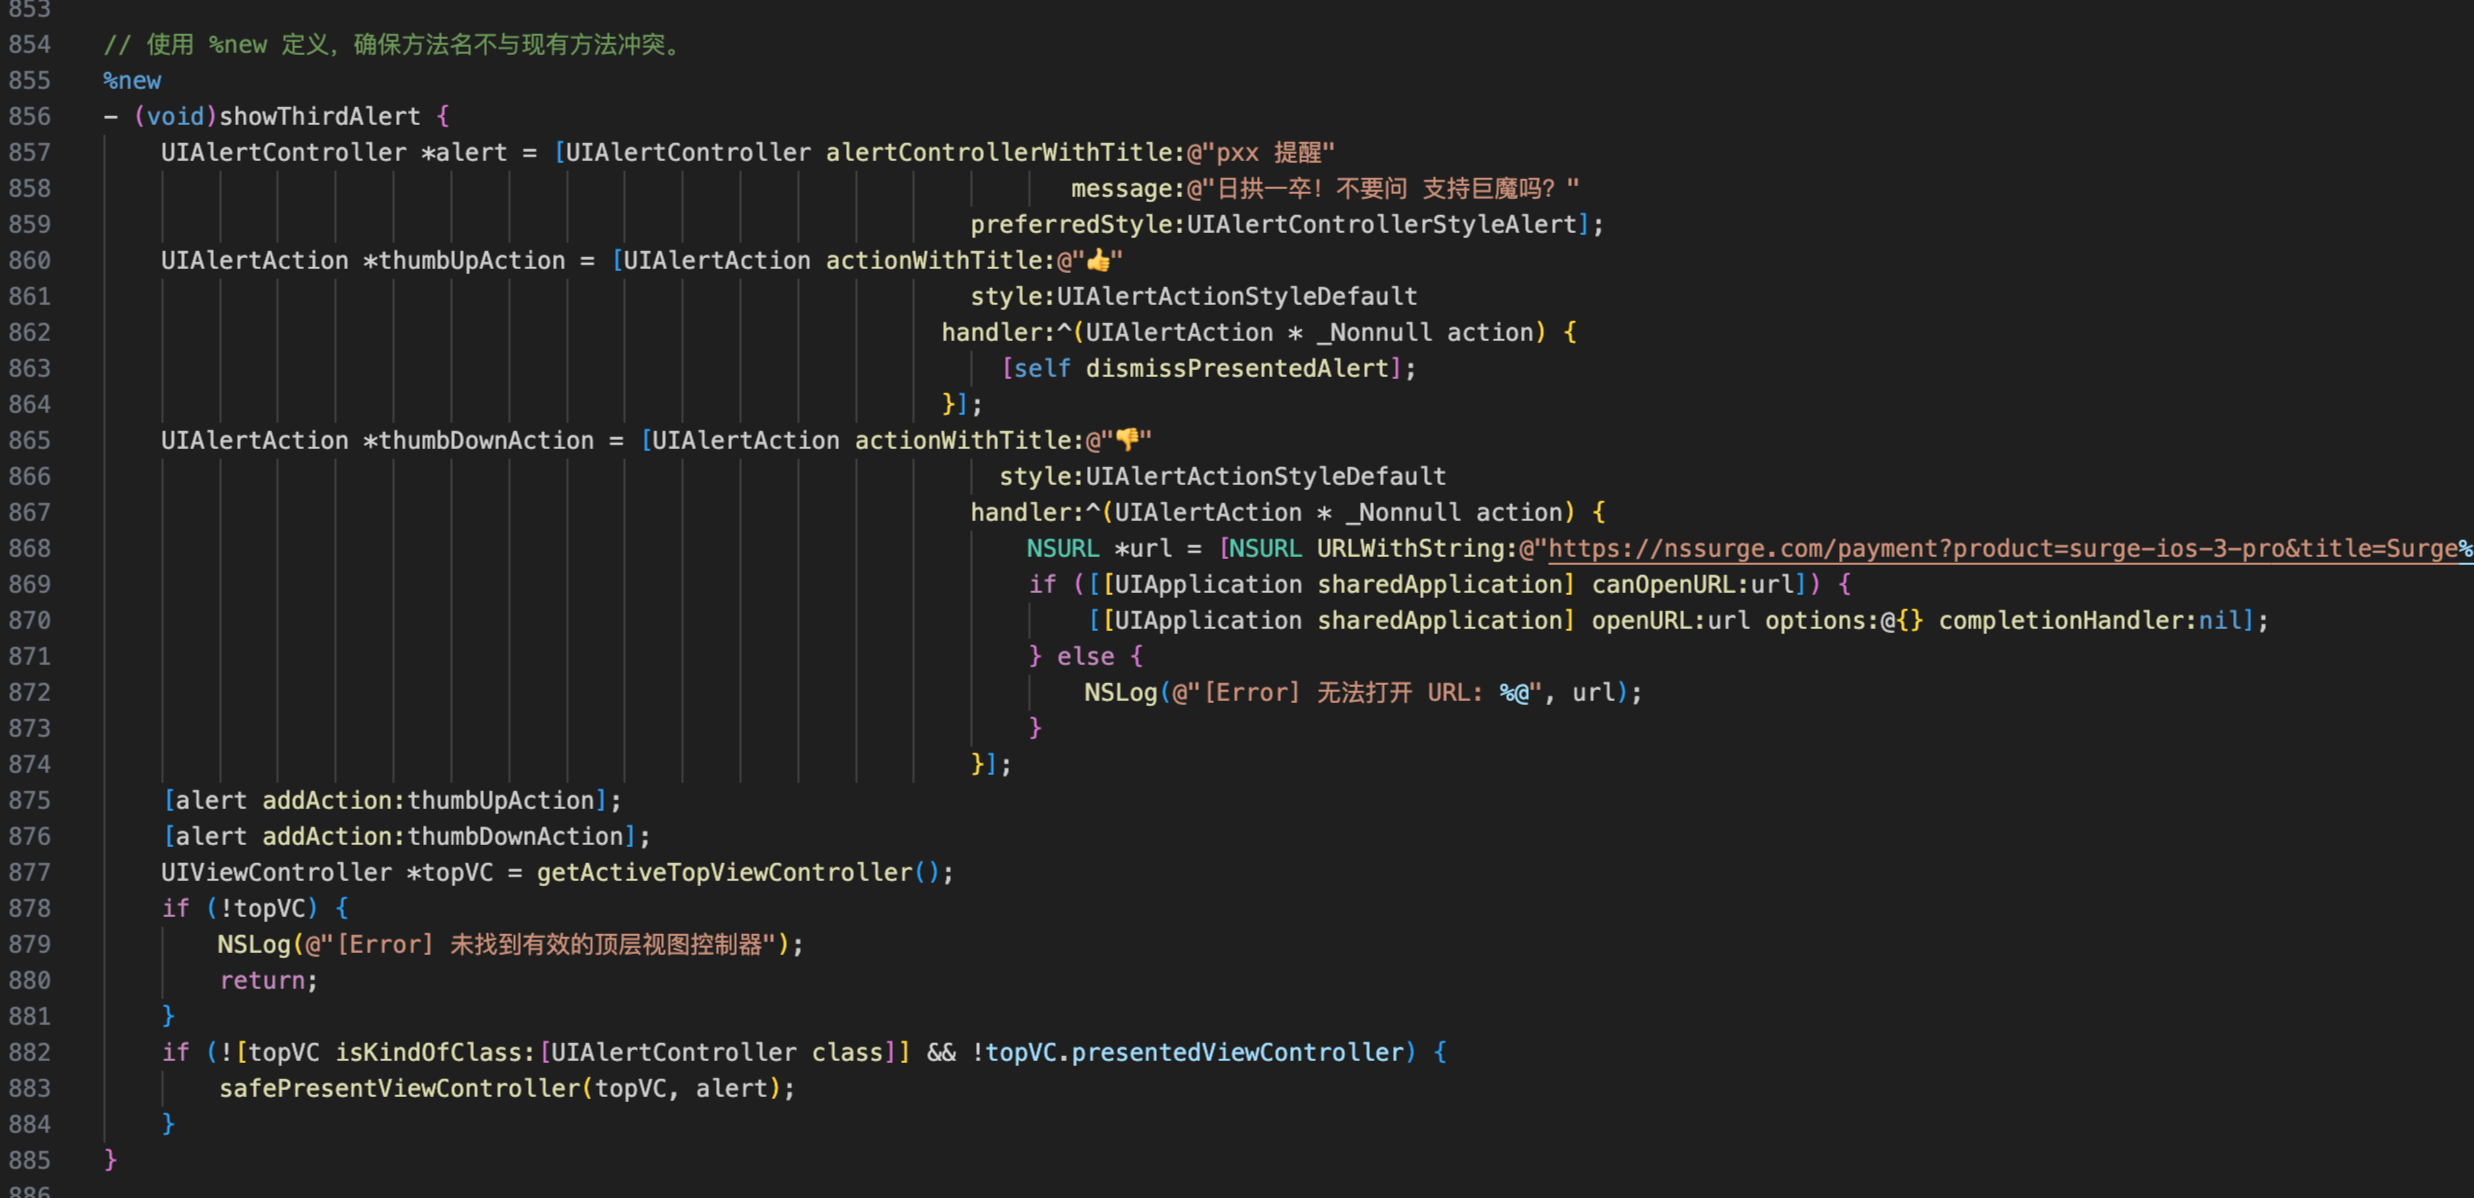 853
854 // 使用 %new 定义，确保方法名不与现有方法冲突。
855 %new
856 - (void)showThirdAlert {
857 UIAlertController *alert = [UIAlertController alertControllerWithTitle:@"pxx 提醒"
858 message:@"日拱一卒！不要问 支持巨魔吗？"
859 preferredStyle:UIAlertControllerStyleAlert];
860 UIAlertAction *thumbUpAction = [UIAlertAction actionWithTitle:@"👍"
861 style:UIAlertActionStyleDefault
862 handler:^(UIAlertAction * _Nonnull action) {
863 [self dismissPresentedAlert];
864 }];
865 UIAlertAction *thumbDownAction = [UIAlertAction actionWithTitle:@"👎"
866 style:UIAlertActionStyleDefault
867 handler:^(UIAlertAction * _Nonnull action) {
868 NSURL *url = [NSURL URLWithString:@"https://nssurge.com/payment?product=surge-ios-3-pro&title=Surge%
869 if ([[UIApplication sharedApplication] canOpenURL:url]) {
870 [[UIApplication sharedApplication] openURL:url options:@{} completionHandler:nil];
871 } else {
872 NSLog(@"[Error] 无法打开 URL: %@", url);
873 }
874 }];
875 [alert addAction:thumbUpAction];
876 [alert addAction:thumbDownAction];
877 UIViewController *topVC = getActiveTopViewController();
878 if (!topVC) {
879 NSLog(@"[Error] 未找到有效的顶层视图控制器");
880 return;
881 }
882 if (![topVC isKindOfClass:[UIAlertController class]] && !topVC.presentedViewController) {
883 safePresentViewController(topVC, alert);
884 }
885 }
886